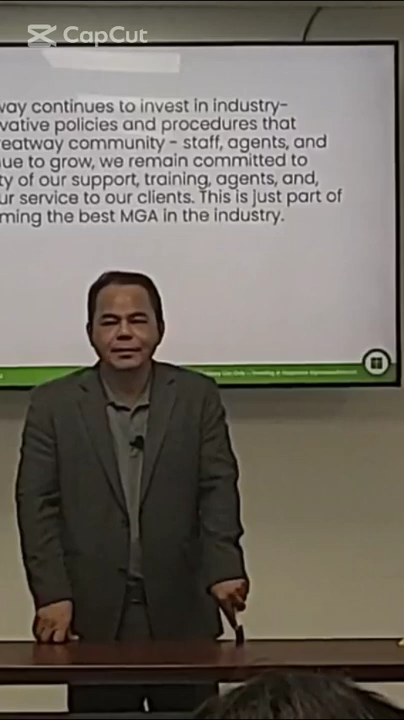 CapCut
way continues to invest in industry-
vative policies and procedures that
reatway community - staff, agents, and
nue to grow, we remain committed to
ty of our support, training, agents, and,
ur service to our clients. This is just part of
ming the best MGA in the industry.